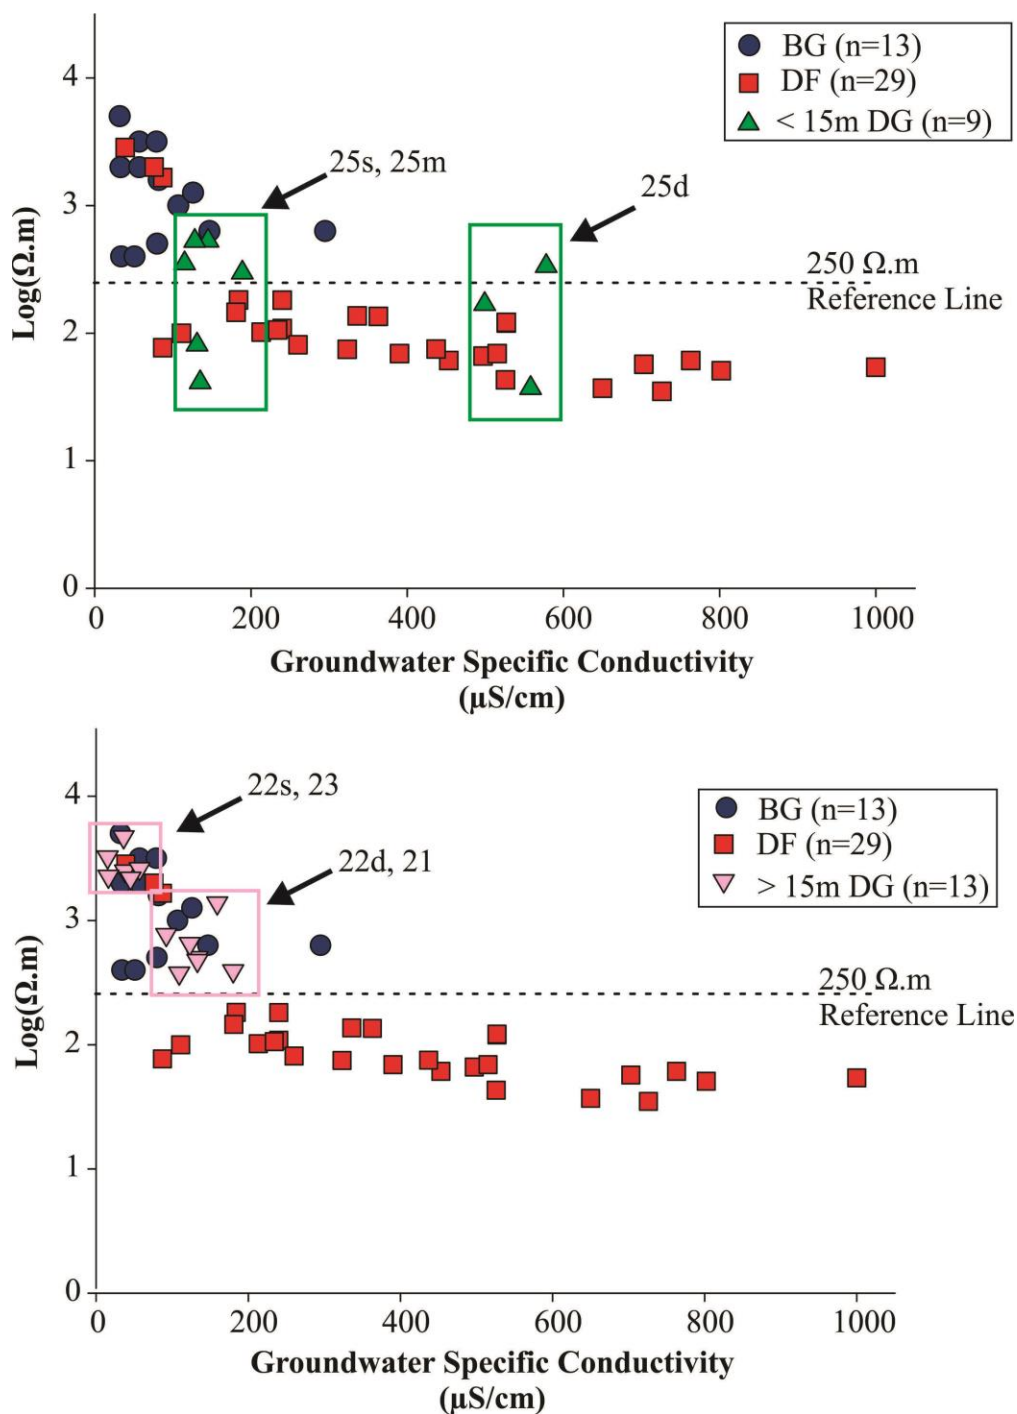 BG (n=13)
DF (n=29)
< 15m DG (n=9)
25s, 25m
25d
250 Ω.m
Reference Line
Log(Ω.m)
4
3
2
1
0
0 200 400 600 800 1000
Groundwater Specific Conductivity
(µS/cm)
BG (n=13)
DF (n=29)
> 15m DG (n=13)
22s, 23
22d, 21
250 Ω.m
Reference Line
Log(Ω.m)
4
3
2
1
0
0 200 400 600 800 1000
Groundwater Specific Conductivity
(µS/cm)